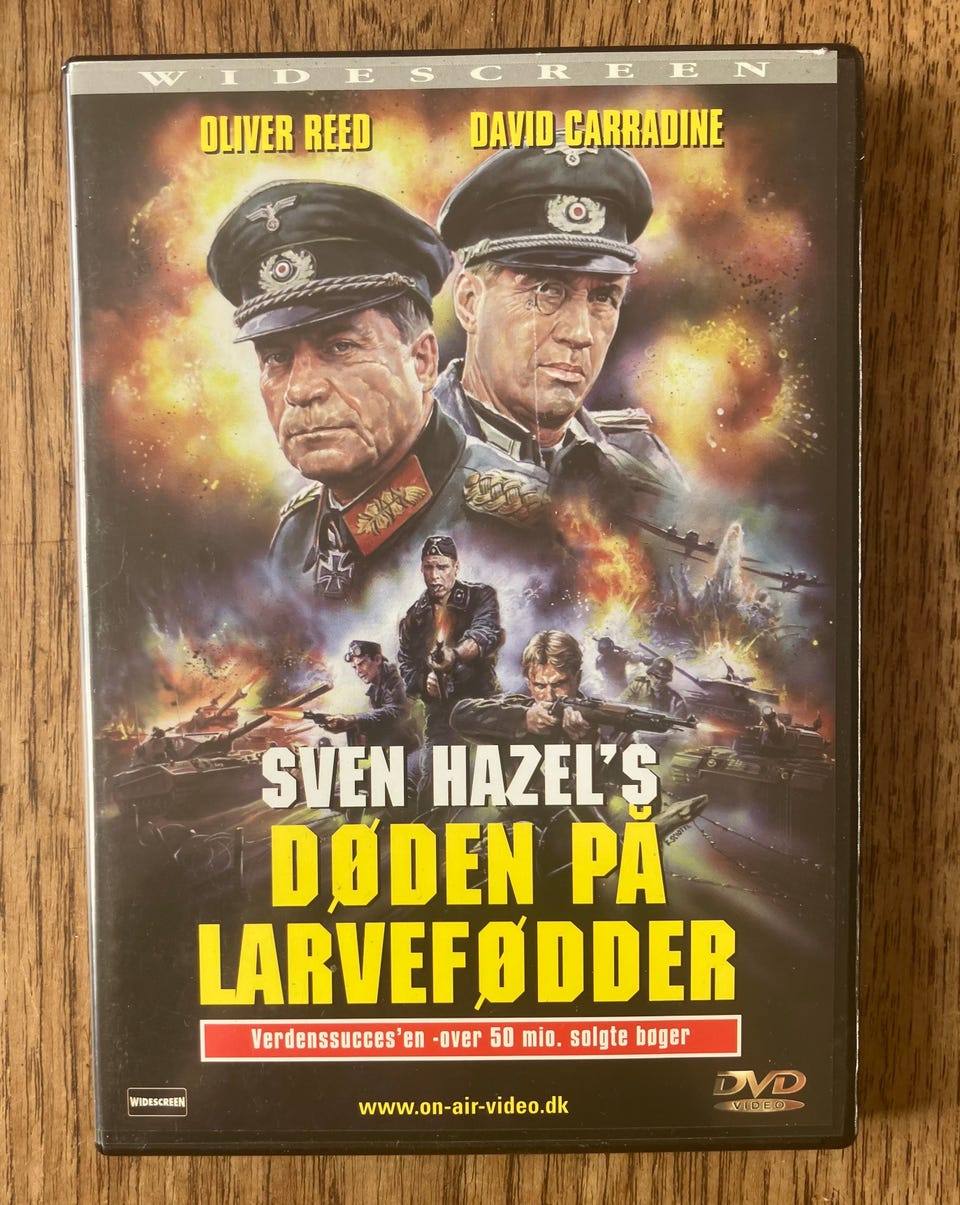 WIDESCREEN
OLIVER REED DAVID CARRADINE
SVEN HAZEL'S
DØDEN PÅ
LARVEFØDDER
Verdenssucces'en -over 50 mio. solgte bøger
WIDESCREEN
www.on-air-video.dk
DVD
VIDEO